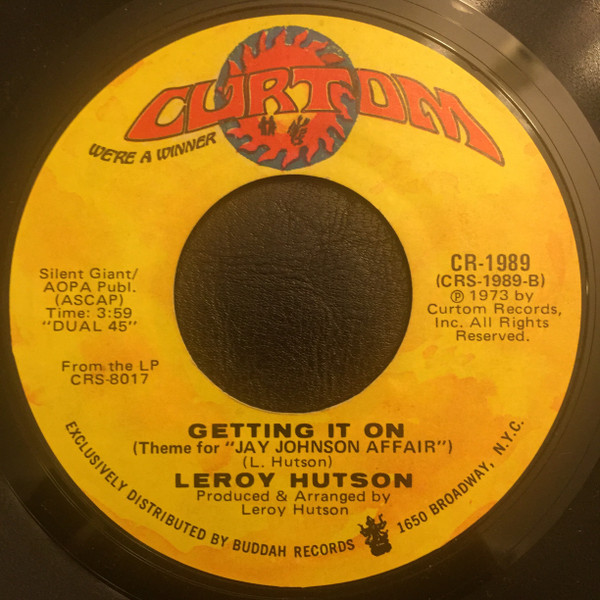 CURTOM
WE'RE A WINNER
Silent Giant/
AOPA Publ.
(ASCAP)
Time: 3:59
"DUAL 45"
From the LP
CRS-8017
CR-1989
(CRS-1989-B)
Ⓟ 1973 by
Curtom Records,
Inc. All Rights
Reserved.
GETTING IT ON
(Theme for "JAY JOHNSON AFFAIR")
(L. Hutson)
LEROY HUTSON
Produced & Arranged by
Leroy Hutson
EXCLUSIVELY DISTRIBUTED BY BUDDAH RECORDS 1650 BROADWAY, N.Y.C.